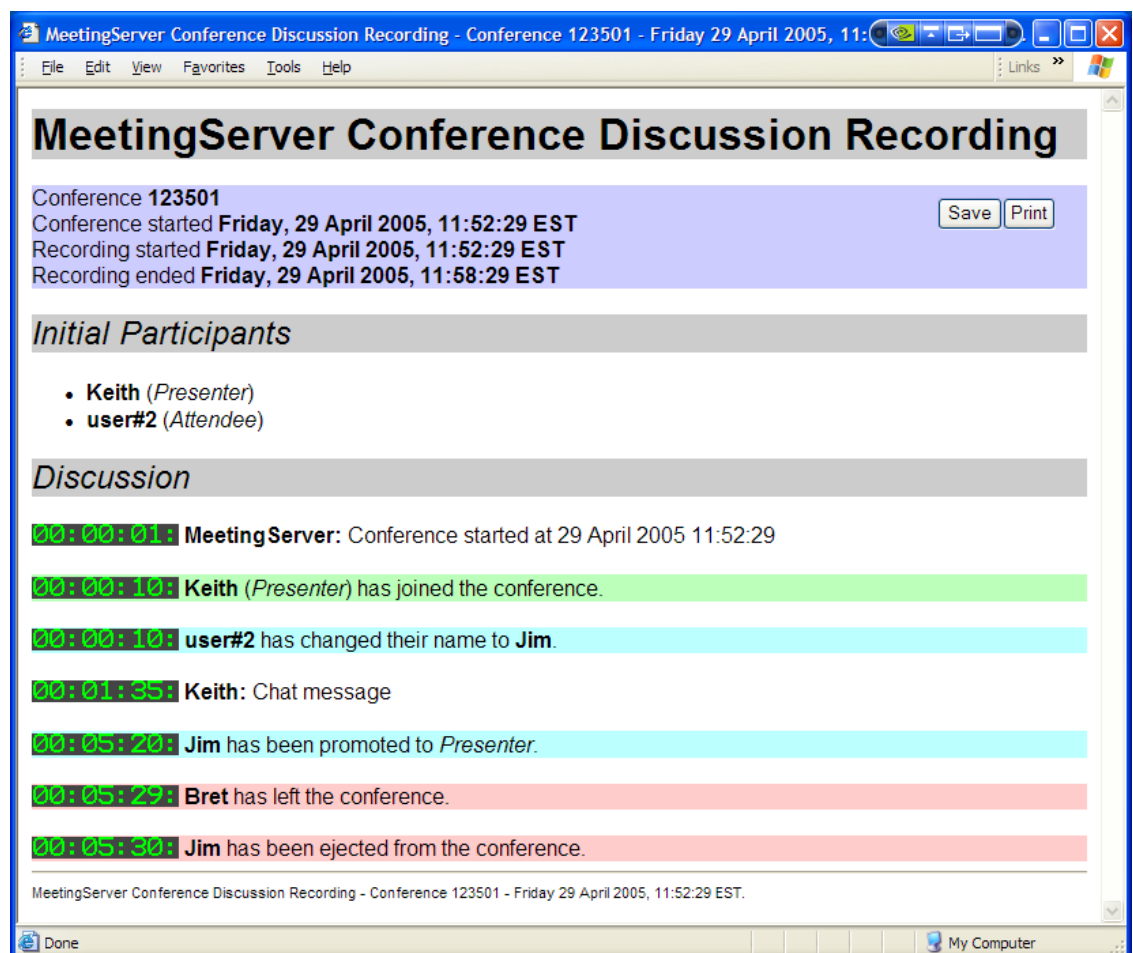 MeetingServer Conference Discussion Recording - Conference 123501 - Friday 29 April 2005, 11:
File Edit View Favorites Tools Help Links »
MeetingServer Conference Discussion Recording
Conference 123501
Conference started Friday, 29 April 2005, 11:52:29 EST
Recording started Friday, 29 April 2005, 11:52:29 EST
Recording ended Friday, 29 April 2005, 11:58:29 EST
Save Print
Initial Participants
• Keith (Presenter)
• user#2 (Attendee)
Discussion
00:00:01: MeetingServer: Conference started at 29 April 2005 11:52:29
00:00:10: Keith (Presenter) has joined the conference.
00:00:10: user#2 has changed their name to Jim.
00:01:35: Keith: Chat message
00:05:20: Jim has been promoted to Presenter.
00:05:29: Bret has left the conference.
00:05:30: Jim has been ejected from the conference.
MeetingServer Conference Discussion Recording - Conference 123501 - Friday 29 April 2005, 11:52:29 EST.
Done My Computer